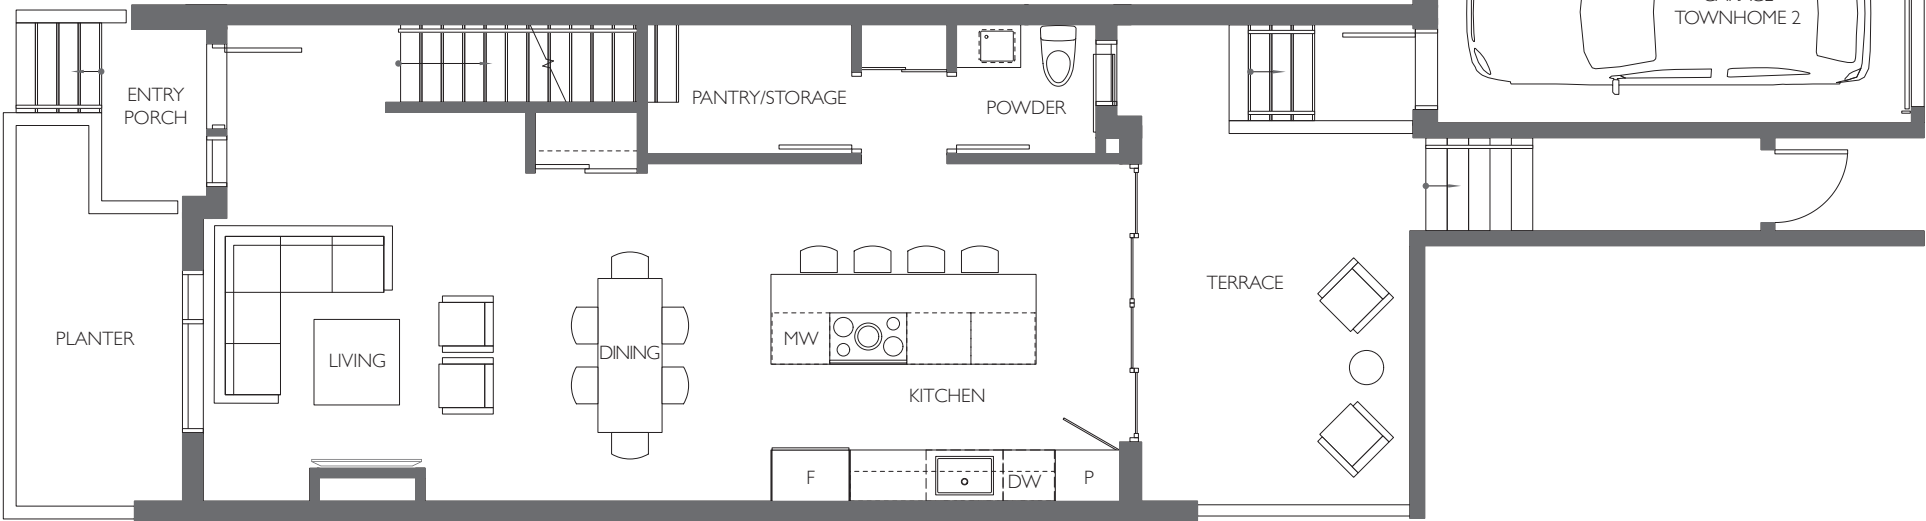 TOWNHOME 2
ENTRY
PORCH
PANTRY/STORAGE
POWDER
TERRACE
PLANTER
LIVING
DINING
MW
KITCHEN
F
DW
P